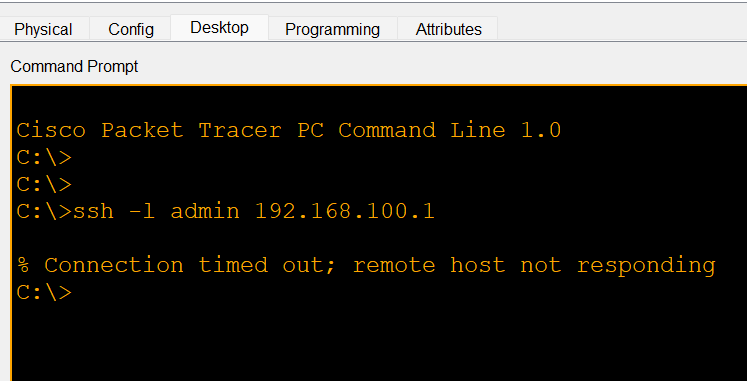 Physical Config Desktop Programming Attributes
Command Prompt
Cisco Packet Tracer PC Command Line 1.0
C:\>
C:\>
C:\>ssh -l admin 192.168.100.1
% Connection timed out; remote host not responding
C:\>